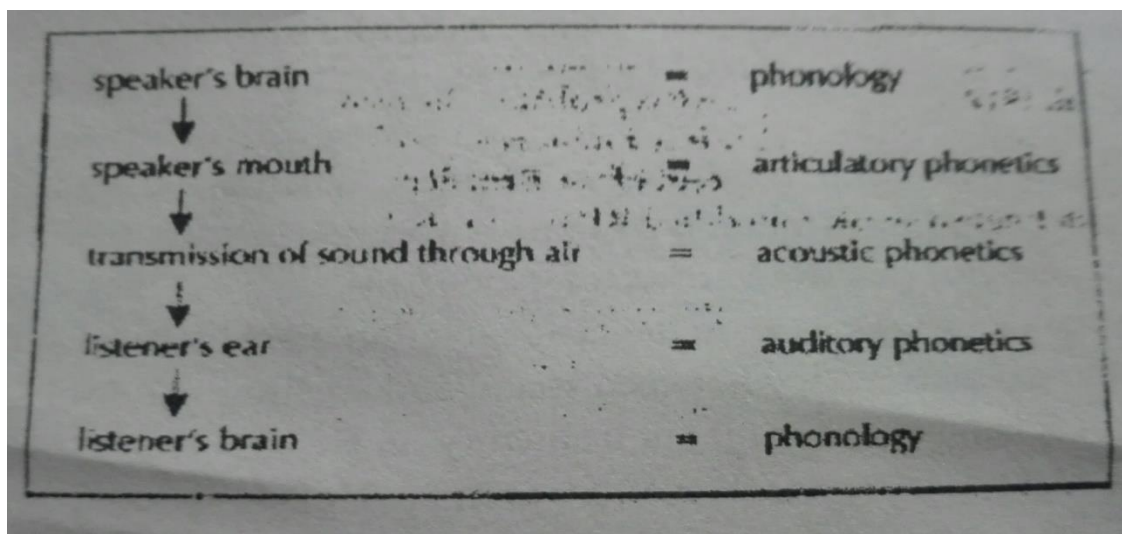 speaker's brain = phonology
speaker's mouth = articulatory phonetics
transmission of sound through air = acoustic phonetics
listener's ear = auditory phonetics
listener's brain = phonology